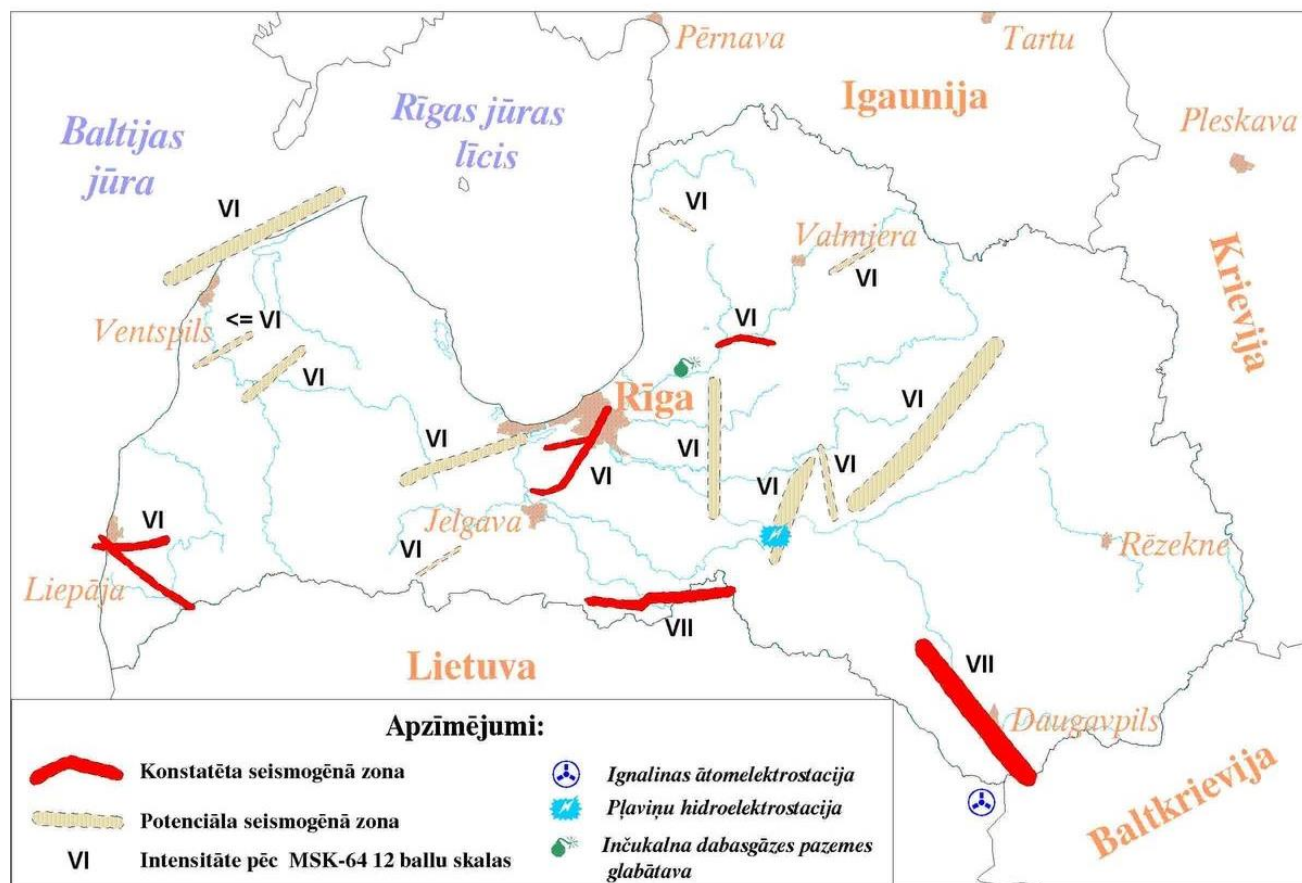 Pērnava
Tartu
Igaunija
Rīgas jūras
līcis
Baltijas
jūra
Pleskava
Krievija
VI
VI
Valmiera
VI
Ventspils
<= VI
VI
VI
Rīga
VI
VI
VI
VI
VI
VI
VI
Jelgava
VI
VI
Liepāja
Rēzekne
VII
Lietuva
VII
Daugavpils
Baltkrievija
Apzīmējumi:
Konstatēta seismogēnā zona
Potenciāla seismogēnā zona
VI Intensitāte pēc MSK-64 12 ballu skalas
Ignalinas ātomelektrostacija
Pļaviņu hidroelektrostacija
Inčukalna dabasgāzes pazemes
glabātava